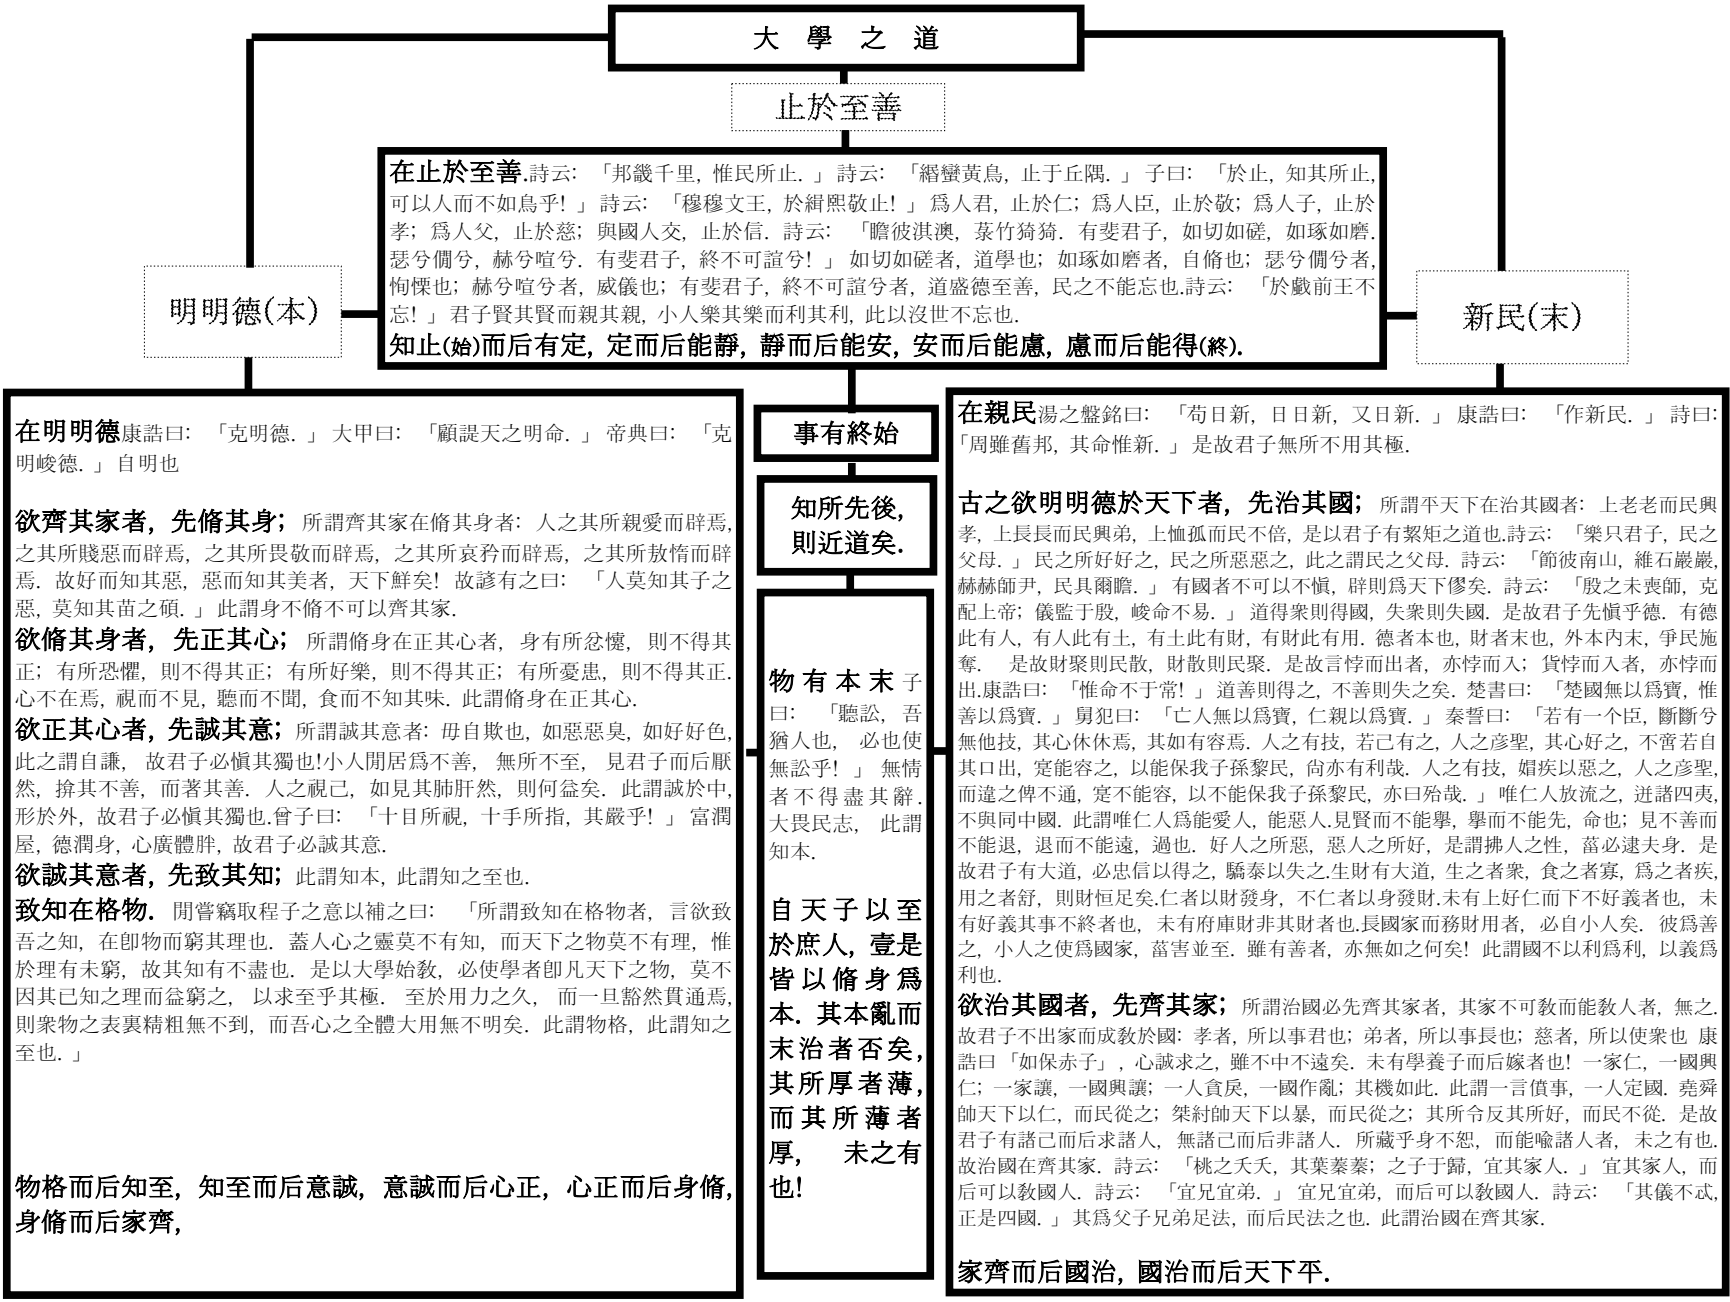 大 學 之 道
止於至善
在止於至善.詩云: 「邦畿千里, 惟民所止. 」詩云: 「緡蠻黃鳥, 止于丘隅. 」子曰: 「於止, 知其所止,
可以人而不如鳥乎! 」詩云: 「穆穆文王, 於緝熙敬止! 」爲人君, 止於仁; 爲人臣, 止於敬; 爲人子, 止於
孝; 爲人父, 止於慈; 與國人交, 止於信. 詩云: 「瞻彼淇澳, 菉竹猗猗. 有斐君子, 如切如磋, 如琢如磨.
瑟兮僩兮, 赫兮喧兮. 有斐君子, 終不可諠兮! 」如切如磋者, 道學也; 如琢如磨者, 自脩也; 瑟兮僩兮者,
恂慄也; 赫兮喧兮者, 威儀也; 有斐君子, 終不可諠兮者, 道盛德至善, 民之不能忘也.詩云: 「於戱前王不
忘! 」君子賢其賢而親其親, 小人樂其樂而利其利, 此以沒世不忘也.
知止(始)而后有定, 定而后能靜, 靜而后能安, 安而后能慮, 慮而后能得(終).
明明德(本)
新民(末)
在明明德康誥曰: 「克明德. 」大甲曰: 「顧諟天之明命. 」帝典曰: 「克
明峻德. 」自明也
欲齊其家者, 先脩其身; 所謂齊其家在脩其身者: 人之其所親愛而辟焉,
之其所賤惡而辟焉, 之其所畏敬而辟焉, 之其所哀矜而辟焉, 之其所敖惰而辟
焉. 故好而知其惡, 惡而知其美者, 天下鮮矣! 故諺有之曰: 「人莫知其子之
惡, 莫知其苗之碩. 」此謂身不脩不可以齊其家.
欲脩其身者, 先正其心; 所謂脩身在正其心者, 身有所忿懥, 則不得其
正; 有所恐懼, 則不得其正; 有所好樂, 則不得其正; 有所憂患, 則不得其正.
心不在焉, 視而不見, 聽而不聞, 食而不知其味. 此謂脩身在正其心.
欲正其心者, 先誠其意; 所謂誠其意者: 毋自欺也, 如惡惡臭, 如好好色,
此之謂自謙, 故君子必愼其獨也!小人閒居爲不善, 無所不至, 見君子而后厭
然, 揜其不善, 而著其善. 人之視己, 如見其肺肝然, 則何益矣. 此謂誠於中,
形於外, 故君子必愼其獨也.曾子曰: 「十目所視, 十手所指, 其嚴乎! 」富潤
屋, 德潤身, 心廣體胖, 故君子必誠其意.
欲誠其意者, 先致其知; 此謂知本, 此謂知之至也.
致知在格物. 閒嘗竊取程子之意以補之曰: 「所謂致知在格物者, 言欲致
吾之知, 在卽物而窮其理也. 蓋人心之靈莫不有知, 而天下之物莫不有理, 惟
於理有未窮, 故其知有不盡也. 是以大學始敎, 必使學者卽凡天下之物, 莫不
因其已知之理而益窮之, 以求至乎其極. 至於用力之久, 而一旦豁然貫通焉,
則衆物之表裏精粗無不到, 而吾心之全體大用無不明矣. 此謂物格, 此謂知之
至也. 」
物格而后知至, 知至而后意誠, 意誠而后心正, 心正而后身脩,
身脩而后家齊,
事有終始
知所先後,
則近道矣.
物有本末子
曰: 「聽訟, 吾
猶人也, 必也使
無訟乎! 」無情
者不得盡其辭.
大畏民志, 此謂
知本.
自天子以至
於庶人, 壹是
皆以脩身爲
本. 其本亂而
末治者否矣,
其所厚者薄,
而其所薄者
厚, 未之有
也!
在親民湯之盤銘曰: 「苟日新, 日日新, 又日新. 」康誥曰: 「作新民. 」詩曰:
「周雖舊邦, 其命惟新. 」是故君子無所不用其極.
古之欲明明德於天下者, 先治其國; 所謂平天下在治其國者: 上老老而民興
孝, 上長長而民興弟, 上恤孤而民不倍, 是以君子有絜矩之道也.詩云: 「樂只君子, 民之
父母. 」民之所好好之, 民之所惡惡之, 此之謂民之父母. 詩云: 「節彼南山, 維石巖巖,
赫赫師尹, 民具爾瞻. 」有國者不可以不愼, 辟則爲天下僇矣. 詩云: 「殷之未喪師, 克
配上帝; 儀監于殷, 峻命不易. 」道得衆則得國, 失衆則失國. 是故君子先愼乎德. 有德
此有人, 有人此有土, 有土此有財, 有財此有用. 德者本也, 財者末也, 外本內末, 爭民施
奪. 是故財聚則民散, 財散則民聚. 是故言悖而出者, 亦悖而入; 貨悖而入者, 亦悖而
出.康誥曰: 「惟命不于常! 」道善則得之, 不善則失之矣. 楚書曰: 「楚國無以爲寶, 惟
善以爲寶. 」舅犯曰: 「亡人無以爲寶, 仁親以爲寶. 」秦誓曰: 「若有一个臣, 斷斷兮
無他技, 其心休休焉, 其如有容焉. 人之有技, 若己有之, 人之彦聖, 其心好之, 不啻若自
其口出, 寔能容之, 以能保我子孫黎民, 尙亦有利哉. 人之有技, 媢疾以惡之, 人之彦聖,
而違之俾不通, 寔不能容, 以不能保我子孫黎民, 亦曰殆哉. 」唯仁人放流之, 迸諸四夷,
不與同中國. 此謂唯仁人爲能愛人, 能惡人.見賢而不能擧, 擧而不能先, 命也; 見不善而
不能退, 退而不能遠, 過也. 好人之所惡, 惡人之所好, 是謂拂人之性, 菑必逮夫身. 是
故君子有大道, 必忠信以得之, 驕泰以失之.生財有大道, 生之者衆, 食之者寡, 爲之者疾,
用之者舒, 則財恒足矣.仁者以財發身, 不仁者以身發財.未有上好仁而下不好義者也, 未
有好義其事不終者也, 未有府庫財非其財者也.長國家而務財用者, 必自小人矣. 彼爲善
之, 小人之使爲國家, 菑害並至. 雖有善者, 亦無如之何矣! 此謂國不以利爲利, 以義爲
利也.
欲治其國者, 先齊其家; 所謂治國必先齊其家者, 其家不可敎而能敎人者, 無之.
故君子不出家而成敎於國: 孝者, 所以事君也; 弟者, 所以事長也; 慈者, 所以使衆也 康
誥曰「如保赤子」, 心誠求之, 雖不中不遠矣. 未有學養子而后嫁者也! 一家仁, 一國興
仁; 一家讓, 一國興讓; 一人貪戾, 一國作亂; 其機如此. 此謂一言僨事, 一人定國. 堯舜
帥天下以仁, 而民從之; 桀紂帥天下以暴, 而民從之; 其所令反其所好, 而民不從. 是故
君子有諸己而后求諸人, 無諸己而后非諸人. 所藏乎身不恕, 而能喩諸人者, 未之有也.
故治國在齊其家. 詩云: 「桃之夭夭, 其葉蓁蓁; 之子于歸, 宜其家人. 」宜其家人, 而
后可以敎國人. 詩云: 「宜兄宜弟. 」宜兄宜弟, 而后可以敎國人. 詩云: 「其儀不忒,
正是四國. 」其爲父子兄弟足法, 而后民法之也. 此謂治國在齊其家.
家齊而后國治, 國治而后天下平.